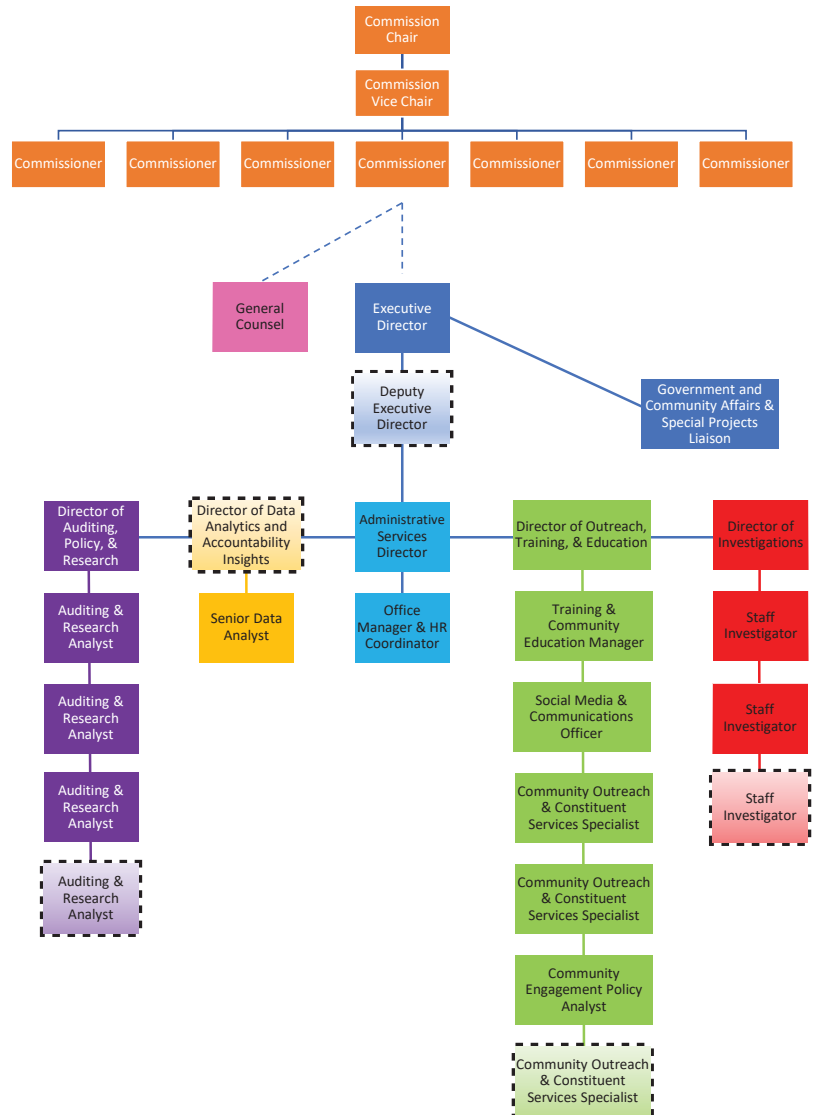 Commission
Chair
Commission
Vice Chair
Commissioner
Commissioner
Commissioner
Commissioner
Commissioner
Commissioner
Commissioner
General
Counsel
Executive
Director
Deputy
Executive
Director
Government and
Community Affairs &
Special Projects
Liaison
Director of
Auditing,
Policy, &
Research
Director of Data
Analytics and
Accountability
Insights
Administrative
Services
Director
Director of Outreach,
Training, & Education
Director of
Investigations
Auditing &
Research
Analyst
Senior Data
Analyst
Office
Manager & HR
Coordinator
Training &
Community
Education Manager
Staff
Investigator
Auditing &
Research
Analyst
Social Media &
Communications
Officer
Staff
Investigator
Auditing &
Research
Analyst
Community Outreach
& Constituent
Services Specialist
Staff
Investigator
Auditing &
Research
Analyst
Community Outreach
& Constituent
Services Specialist
Community
Engagement Policy
Analyst
Community Outreach
& Constituent
Services Specialist